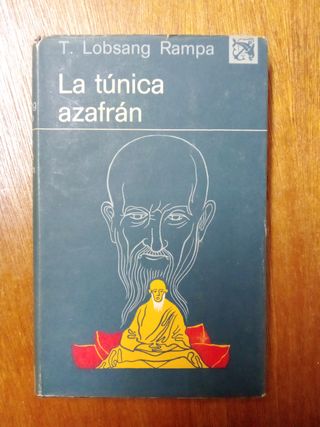 T. Lobsang Rampa
La túnica
azafrán